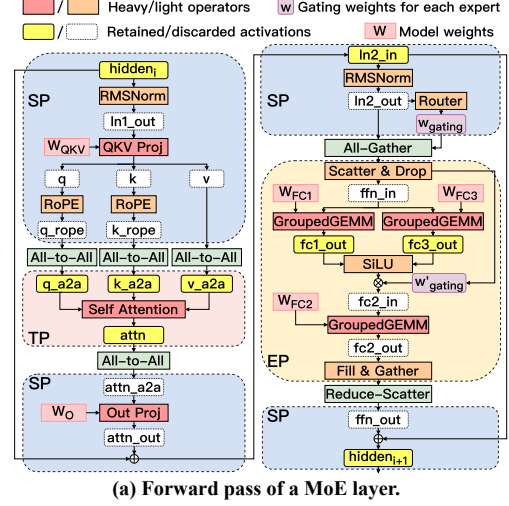 / Heavy/light operators w Gating weights for each expert
/ Retained/discarded activations W Model weights
hidden_i
SP
RMSNorm
ln1_out
W_QKV QKV Proj
q k v
RoPE RoPE
q_rope k_rope
All-to-All All-to-All All-to-All
q_a2a k_a2a v_a2a
Self Attention
TP attn
All-to-All
SP
attn_a2a
W_O Out Proj
attn_out
ln2_in
RMSNorm
SP ln2_out Router
w_gating
All-Gather
Scatter & Drop
W_FC1 ffn_in W_FC3
GroupedGEMM GroupedGEMM
fc1_out fc3_out
SiLU
w'_gating
W_FC2 fc2_in
GroupedGEMM
fc2_out
EP
Fill & Gather
Reduce-Scatter
SP ffn_out
hidden_i+1
(a) Forward pass of a MoE layer.